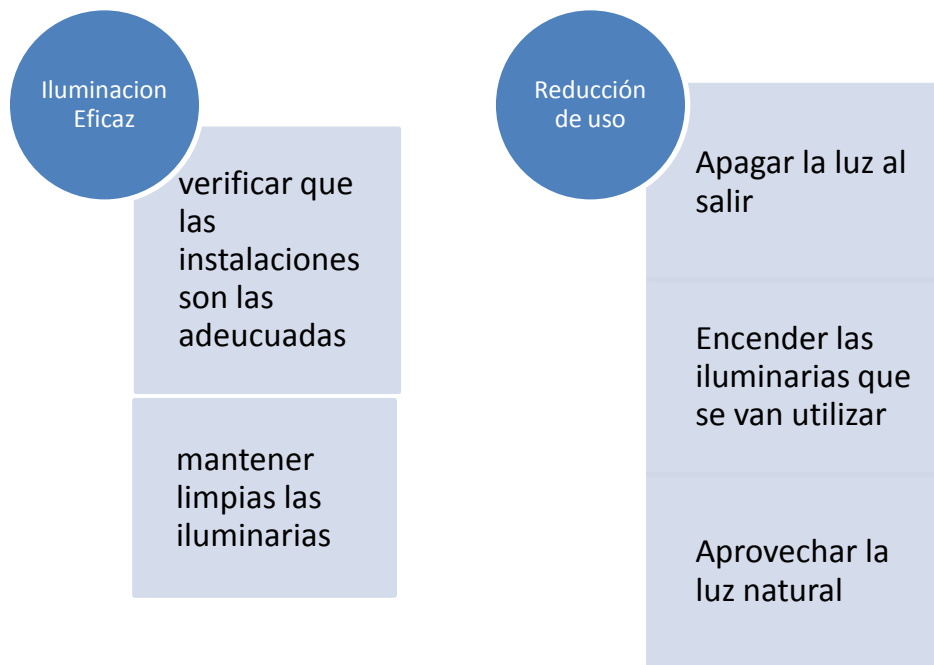 Iluminacion
Eficaz
verificar que
las
instalaciones
son las
adeucuadas
mantener
limpias las
iluminarias
Reducción
de uso
Apagar la luz al
salir
Encender las
iluminarias que
se van utilizar
Aprovechar la
luz natural